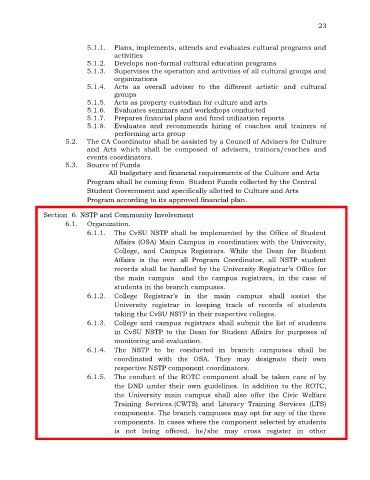 23
5.1.1. Plans, implements, attends and evaluates cultural programs and
activities
5.1.2. Develops non-formal cultural education programs
5.1.3. Supervises the operation and activities of all cultural groups and
organizations
5.1.4. Acts as overall adviser to the different artistic and cultural
groups
5.1.5. Acts as property custodian for culture and arts
5.1.6. Evaluates seminars and workshops conducted
5.1.7. Prepares financial plans and fund utilization reports
5.1.8. Evaluates and recommends hiring of coaches and trainers of
performing arts group
5.2. The CA Coordinator shall be assisted by a Council of Advisers for Culture
and Arts which shall be composed of advisers, trainors/coaches and
events coordinators.
5.3. Source of Funds
All budgetary and financial requirements of the Culture and Arts
Program shall be coming from Student Funds collected by the Central
Student Government and specifically allotted to Culture and Arts
Program according to its approved financial plan.
Section 6. NSTP and Community Involvement
6.1. Organization.
6.1.1. The CvSU NSTP shall be implemented by the Office of Student
Affairs (OSA) Main Campus in coordination with the University,
College, and Campus Registrars. While the Dean for Student
Affairs is the over all Program Coordinator, all NSTP student
records shall be handled by the University Registrar's Office for
the main campus and the campus registrars, in the case of
students in the branch campuses.
6.1.2. College Registrar's in the main campus shall assist the
University registrar in keeping track of records of students
taking the CvSU NSTP in their respective colleges.
6.1.3. College and campus registrars shall submit the list of students
in CvSU NSTP to the Dean for Student Affairs for purposes of
monitoring and evaluation.
6.1.4. The NSTP to be conducted in branch campuses shall be
coordinated with the OSA. They may designate their own
respective NSTP component coordinators.
6.1.5. The conduct of the ROTC component shall be taken care of by
the DND under their own guidelines. In addition to the ROTC,
the University main campus shall also offer the Civic Welfare
Training Services.(CWTS) and Literacy Training Services (LTS)
components. The branch campuses may opt for any of the three
components. In cases where the component selected by students
is not being offered, he/she may cross register in other